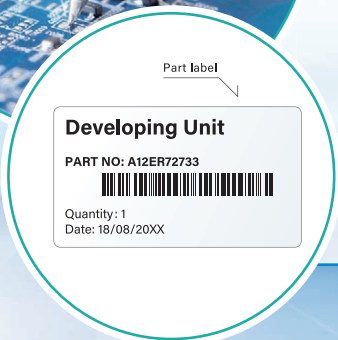 Part label
Developing Unit
PART NO: A12ER72733
Quantity: 1
Date: 18/08/20XX